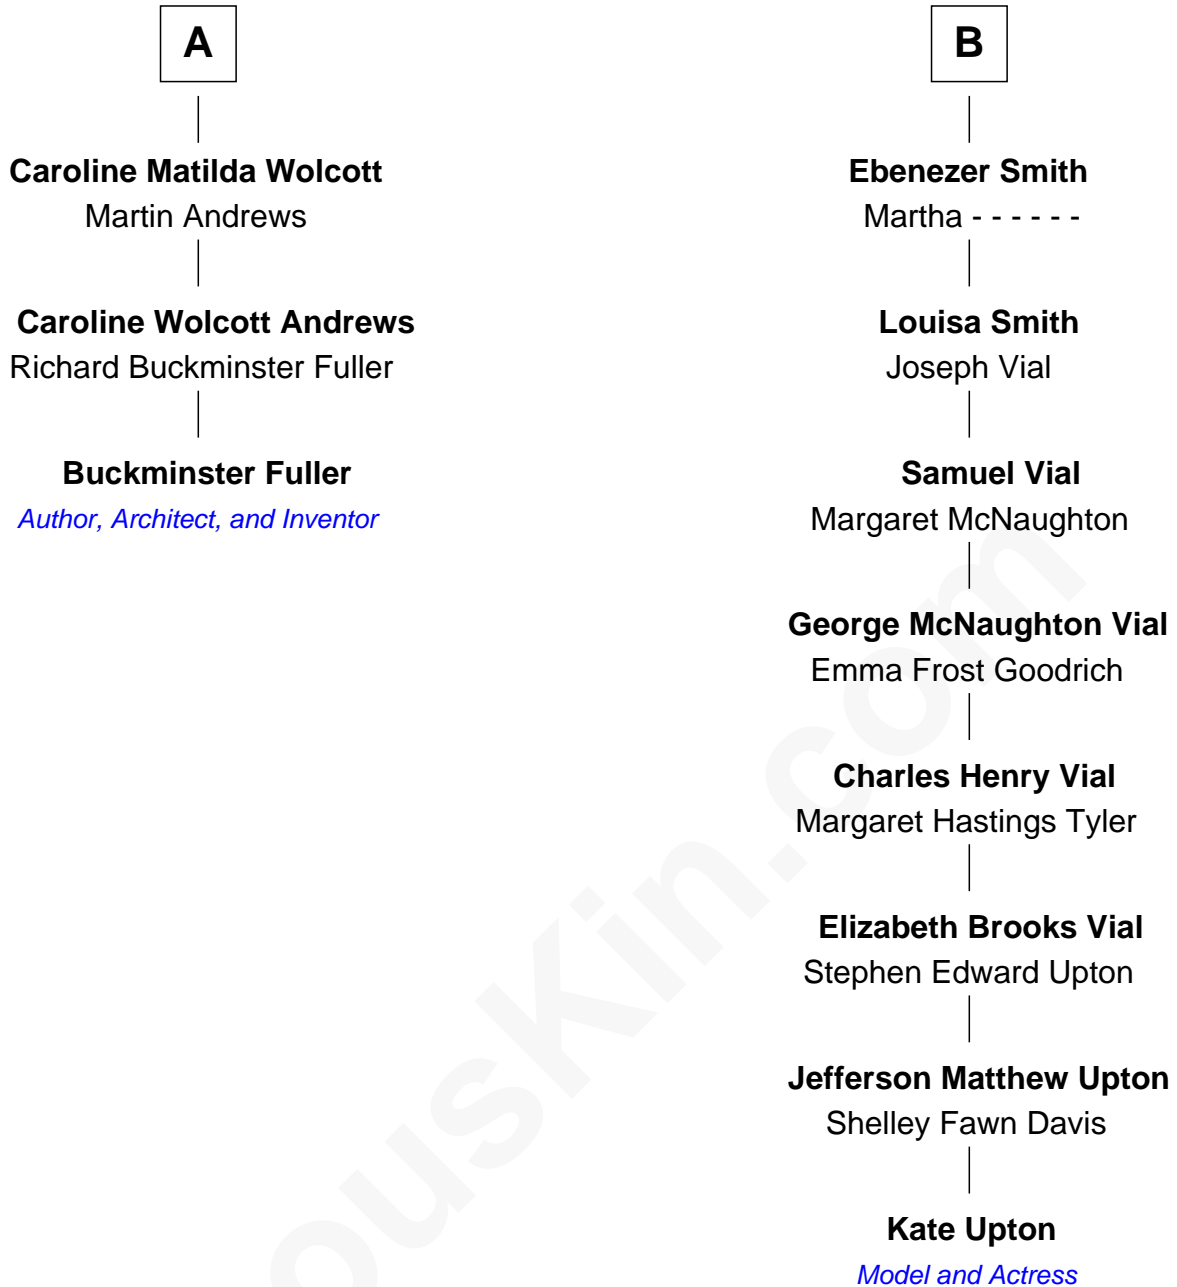 A
Caroline Matilda Wolcott
Martin Andrews
Caroline Wolcott Andrews
Richard Buckminster Fuller
Buckminster Fuller
Author, Architect, and Inventor
B
Ebenezer Smith
Martha - - - - - -
Louisa Smith
Joseph Vial
Samuel Vial
Margaret McNaughton
George McNaughton Vial
Emma Frost Goodrich
Charles Henry Vial
Margaret Hastings Tyler
Elizabeth Brooks Vial
Stephen Edward Upton
Jefferson Matthew Upton
Shelley Fawn Davis
Kate Upton
Model and Actress
ousKin.com